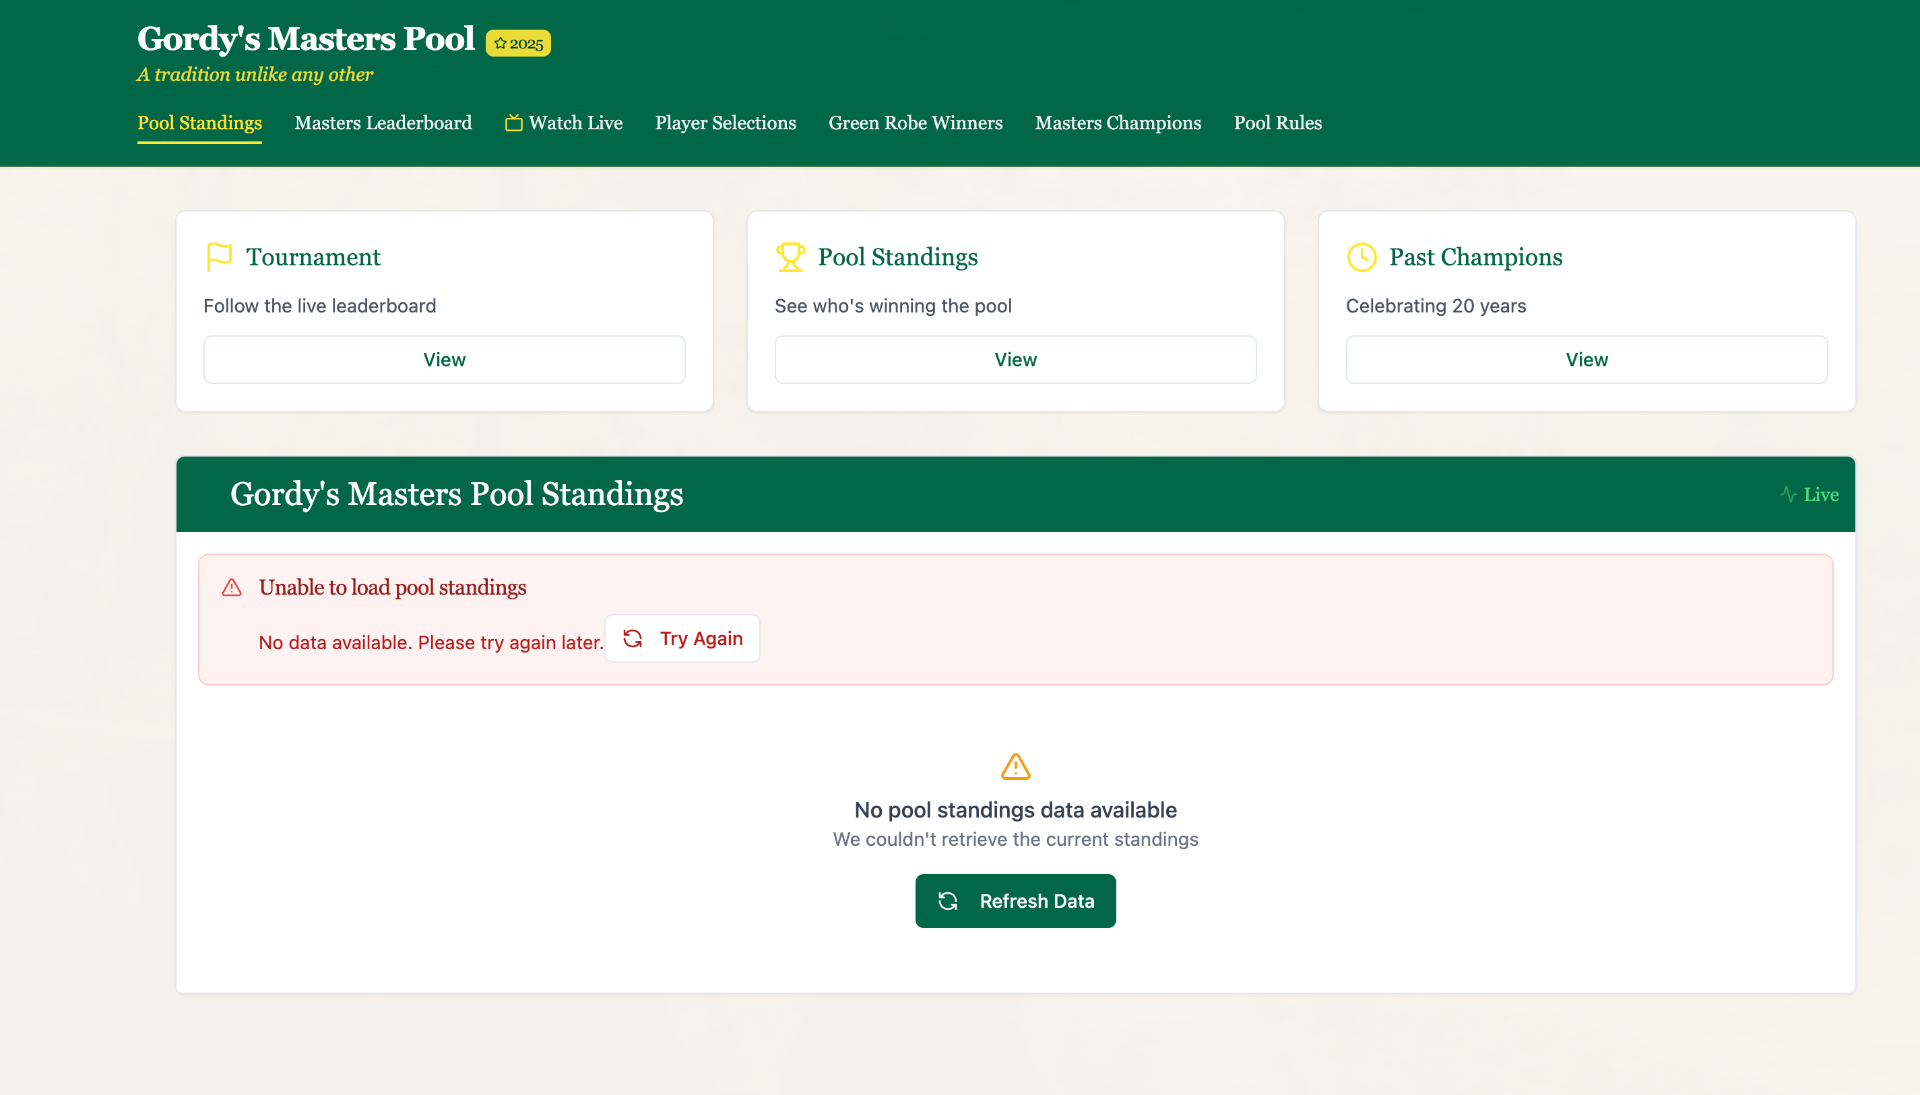 Gordy's Masters Pool
2025
A tradition unlike any other
Pool Standings
Masters Leaderboard
Watch Live
Player Selections
Green Robe Winners
Masters Champions
Pool Rules
Tournament
Follow the live leaderboard
View
Pool Standings
See who's winning the pool
View
Past Champions
Celebrating 20 years
View
Gordy's Masters Pool Standings
Live
Unable to load pool standings
No data available. Please try again later.
Try Again
No pool standings data available
We couldn't retrieve the current standings
Refresh Data